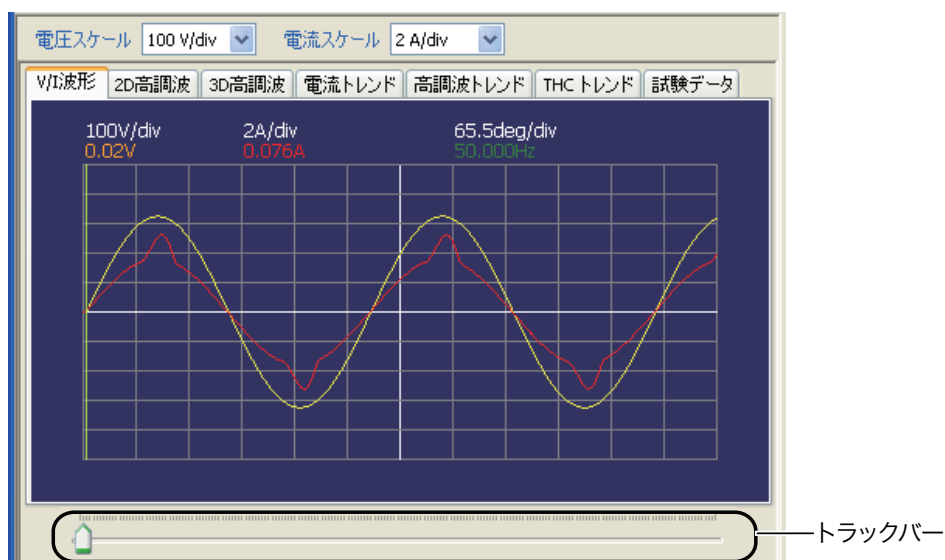 電圧スケール 100 V/div 電流スケール 2 A/div
V/I波形 2D高調波 3D高調波 電流トレンド 高調波トレンド THCトレンド 試験データ
100V/div 2A/div 65.5deg/div
0.02V 0.076A 50.000Hz
トラックバー